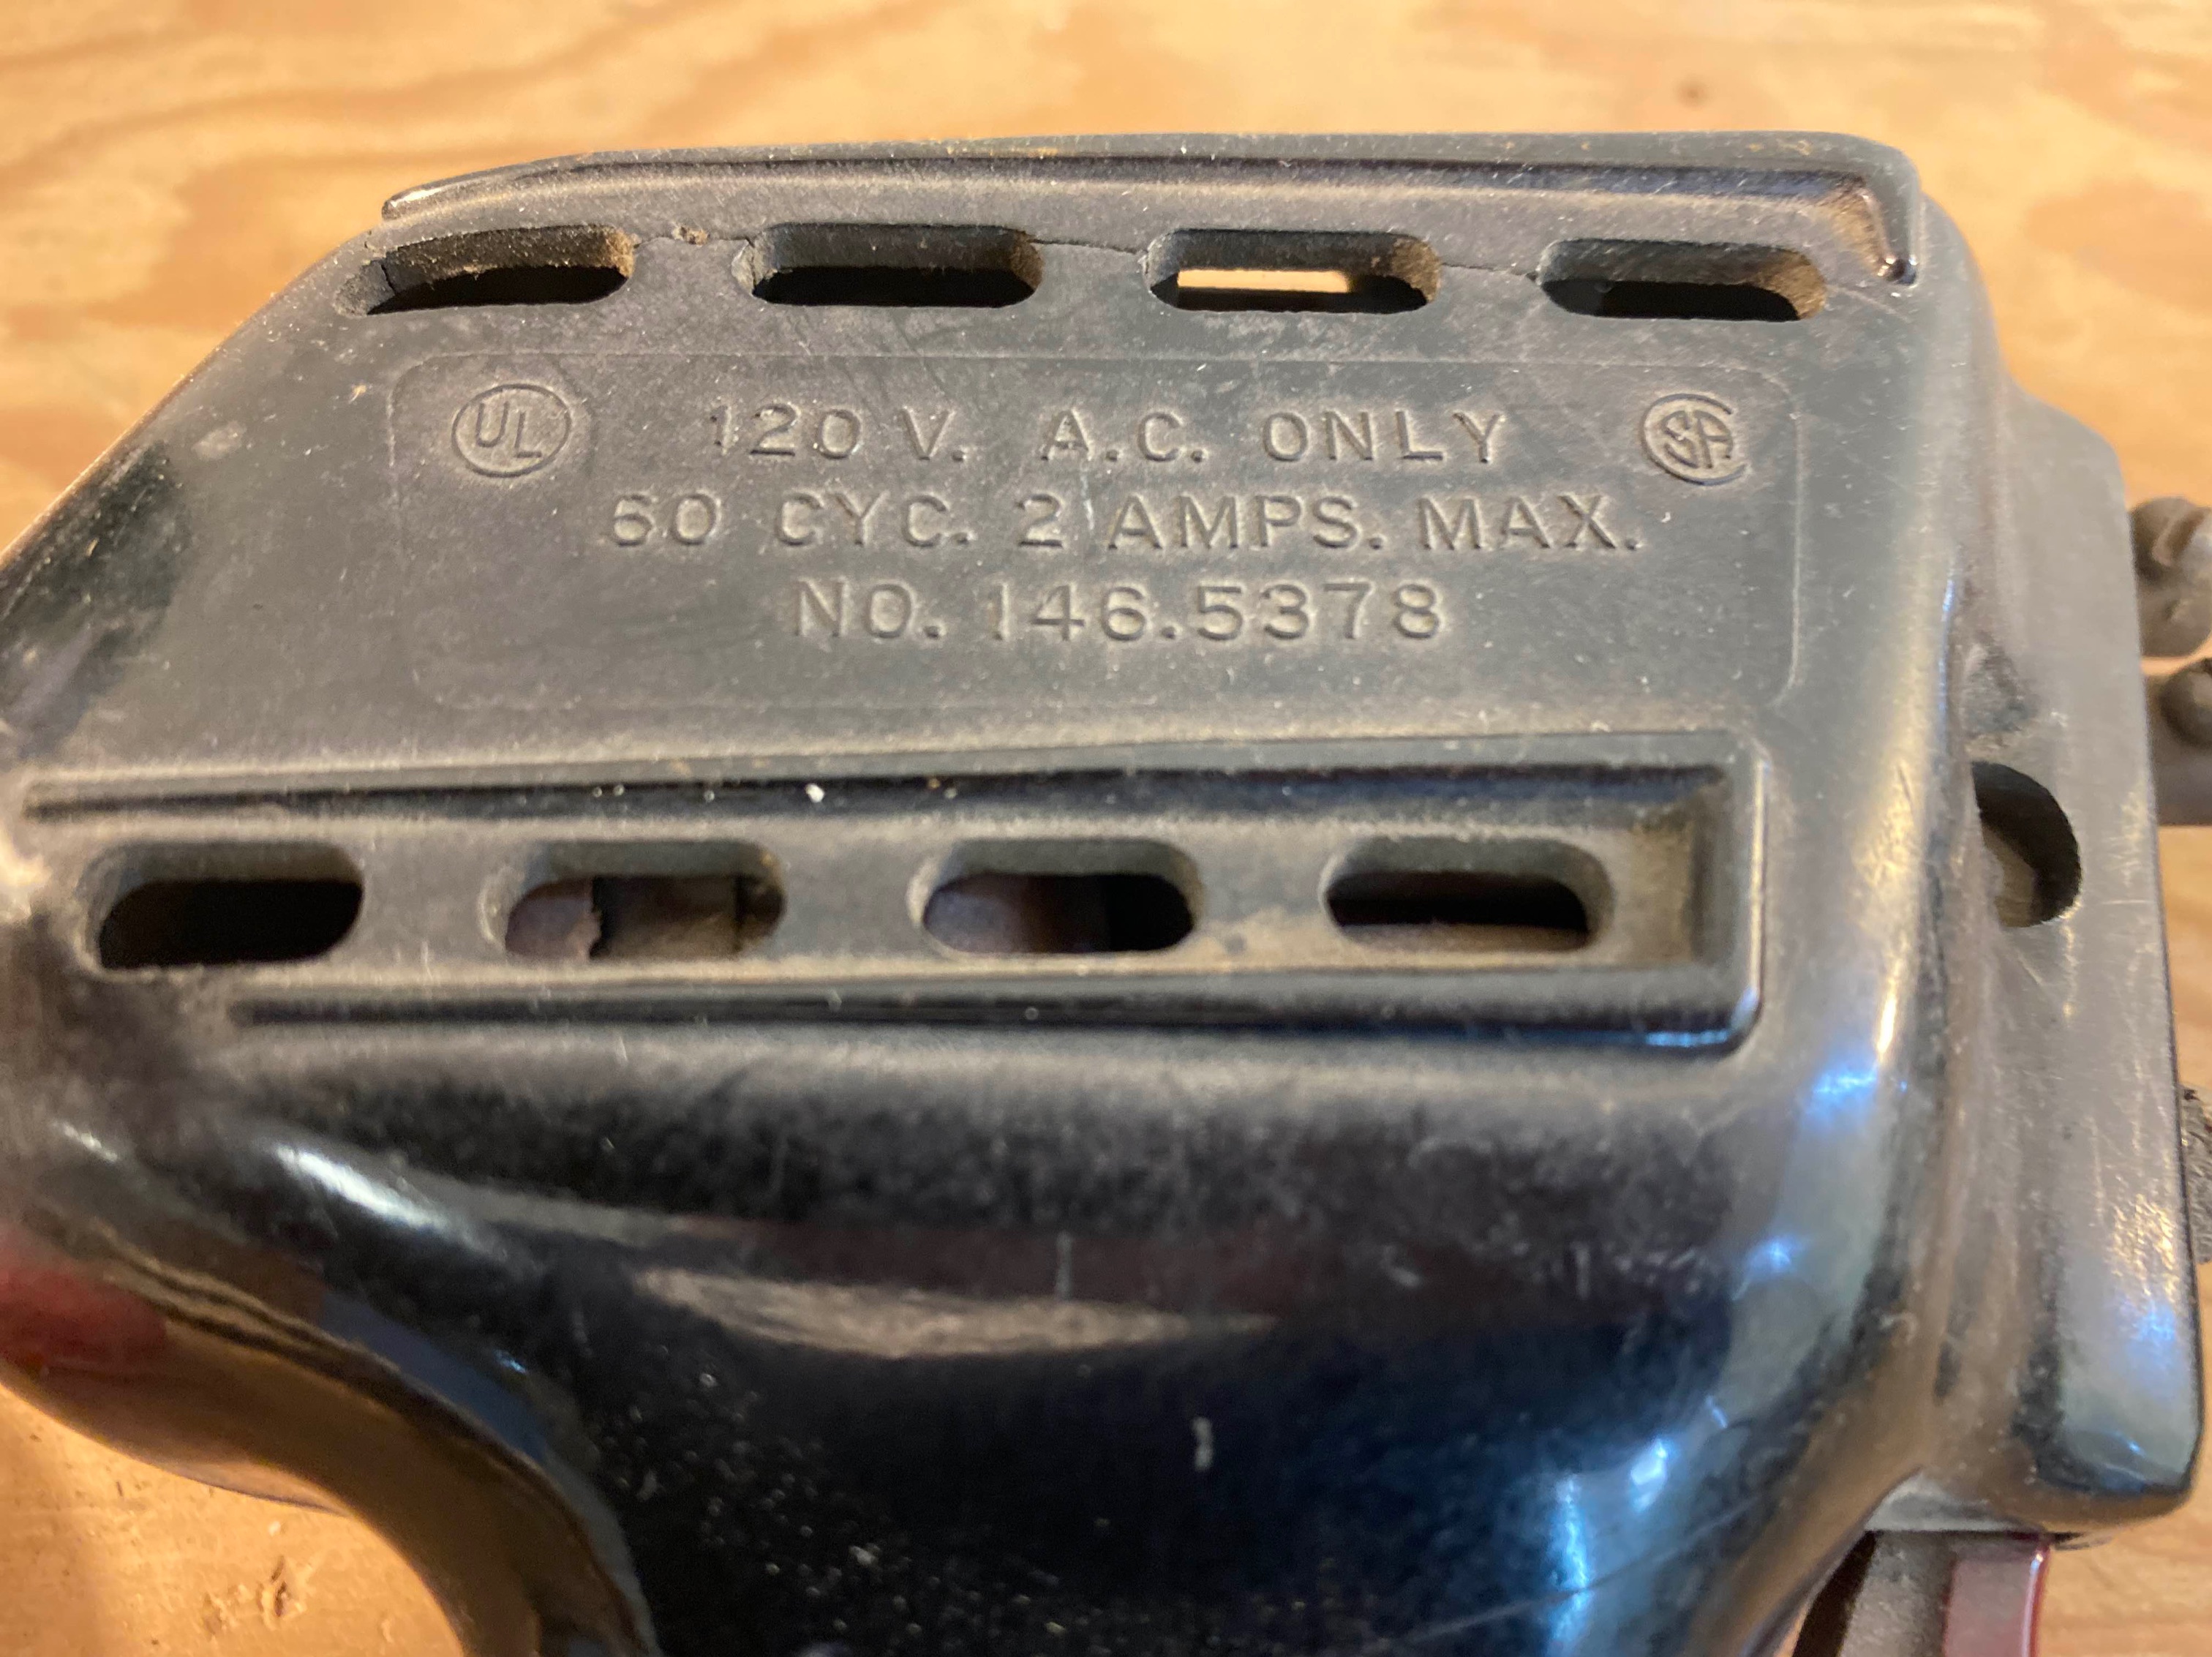 UL 120 V. A.C. ONLY SA
60 CYC. 2 AMPS. MAX.
NO. 146.5378